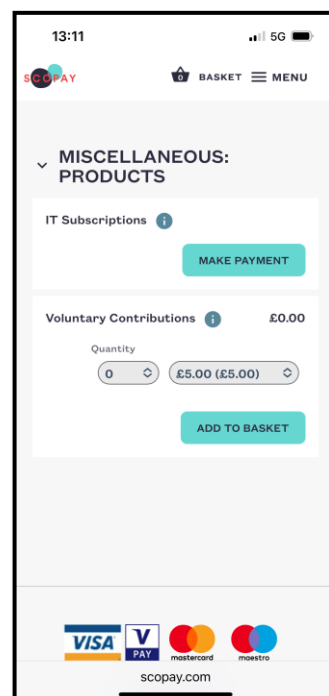 13:11
5G
SCOPAY
0
BASKET
MENU
MISCELLANEOUS:
PRODUCTS
IT Subscriptions i
MAKE PAYMENT
Voluntary Contributions i £0.00
Quantity
0
£5.00 (£5.00)
ADD TO BASKET
VISA
V
PAY
mastercard
maestro
scopay.com